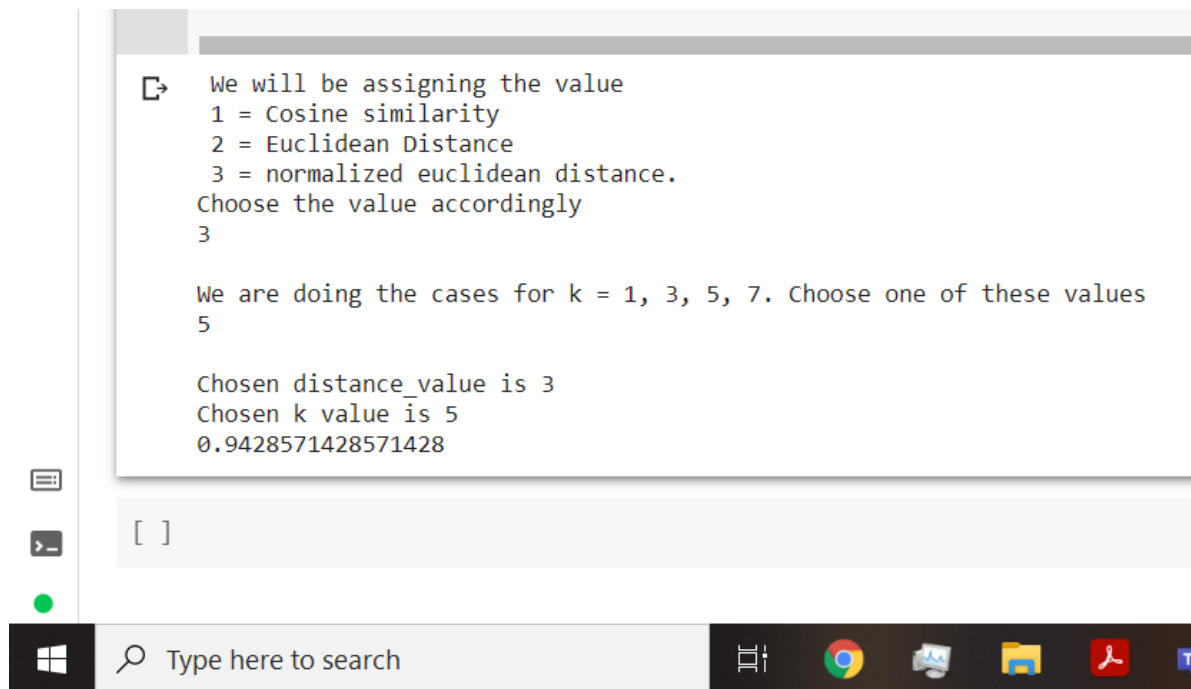 We will be assigning the value
1 = Cosine similarity
2 = Euclidean Distance
3 = normalized euclidean distance.
Choose the value accordingly
3
We are doing the cases for k = 1, 3, 5, 7. Choose one of these values
5
Chosen distance_value is 3
Chosen k value is 5
0.9428571428571428
[ ]
Type here to search
T